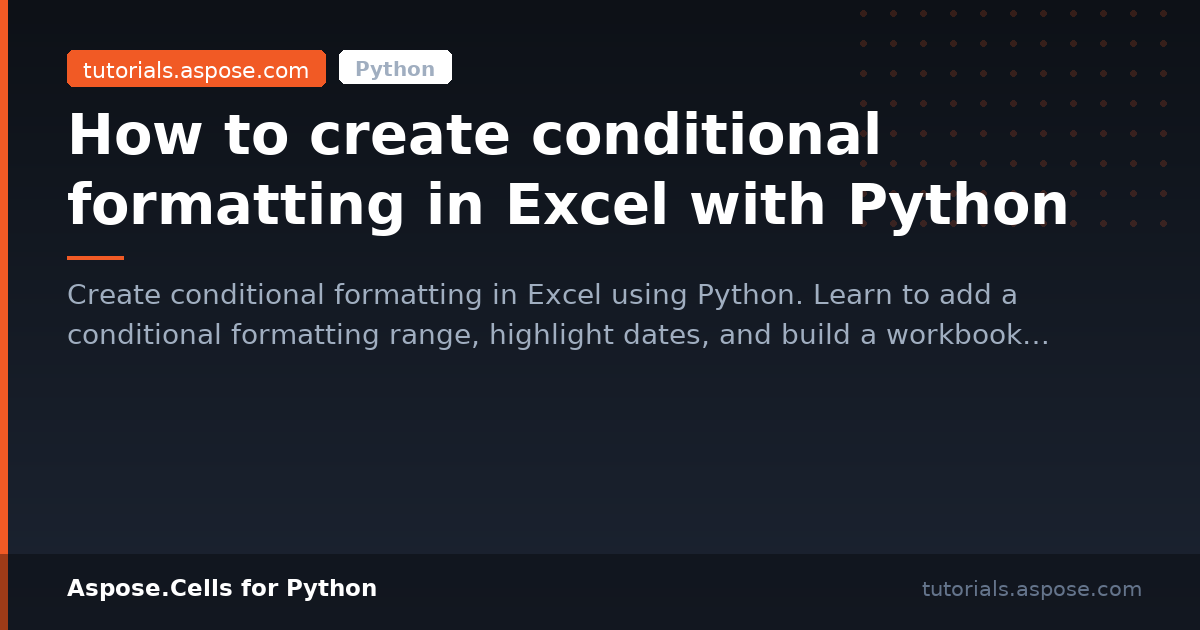 tutorials.aspose.com
Python
How to create conditional
formatting in Excel with Python
Create conditional formatting in Excel using Python. Learn to add a
conditional formatting range, highlight dates, and build a workbook…
Aspose.Cells for Python
tutorials.aspose.com